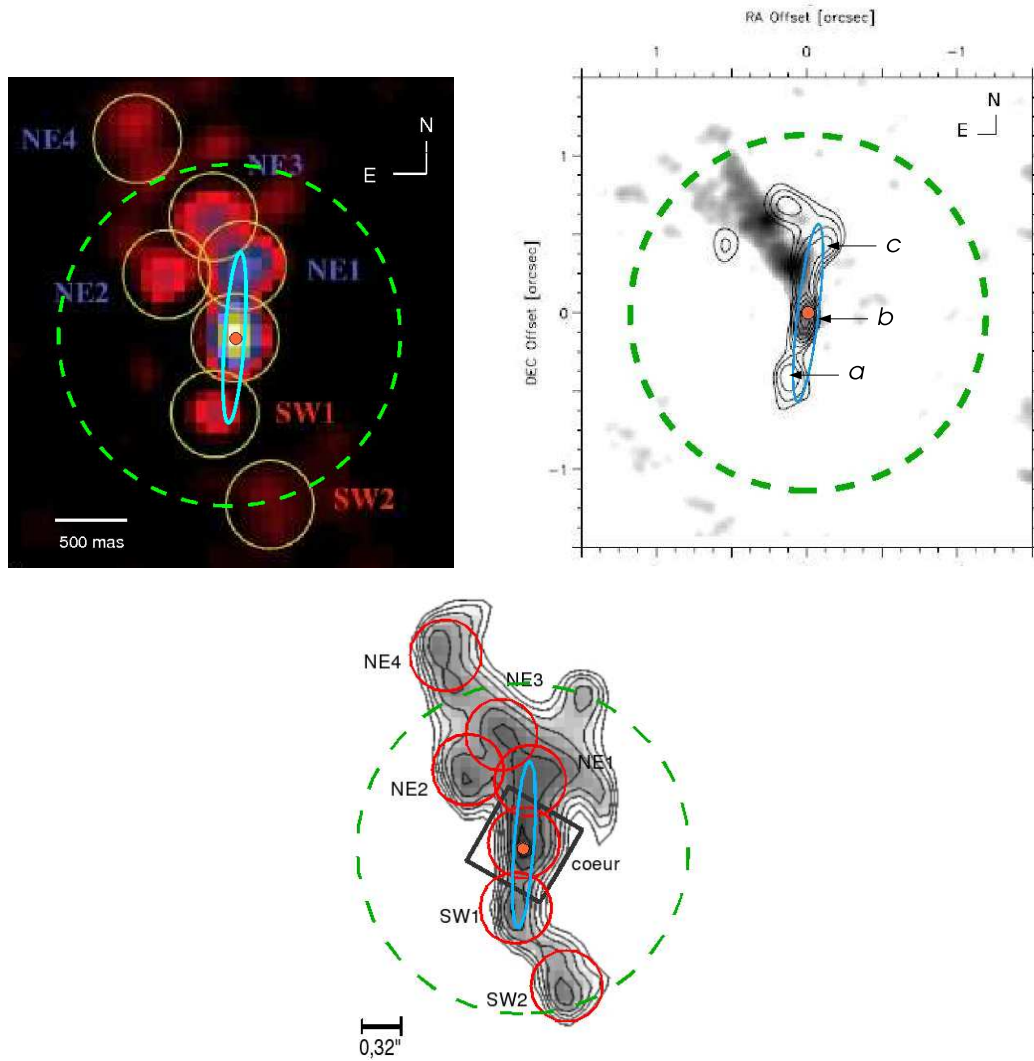 NE4
NE3
NE2
NE1
SW1
SW2
N
E
500 mas
RA Offset [arcsec]
1
0
-1
N
E
1
0
-1
DEC Offset [arcsec]
c
b
a
NE4
NE3
NE2
NE1
coeur
SW1
SW2
0,32"